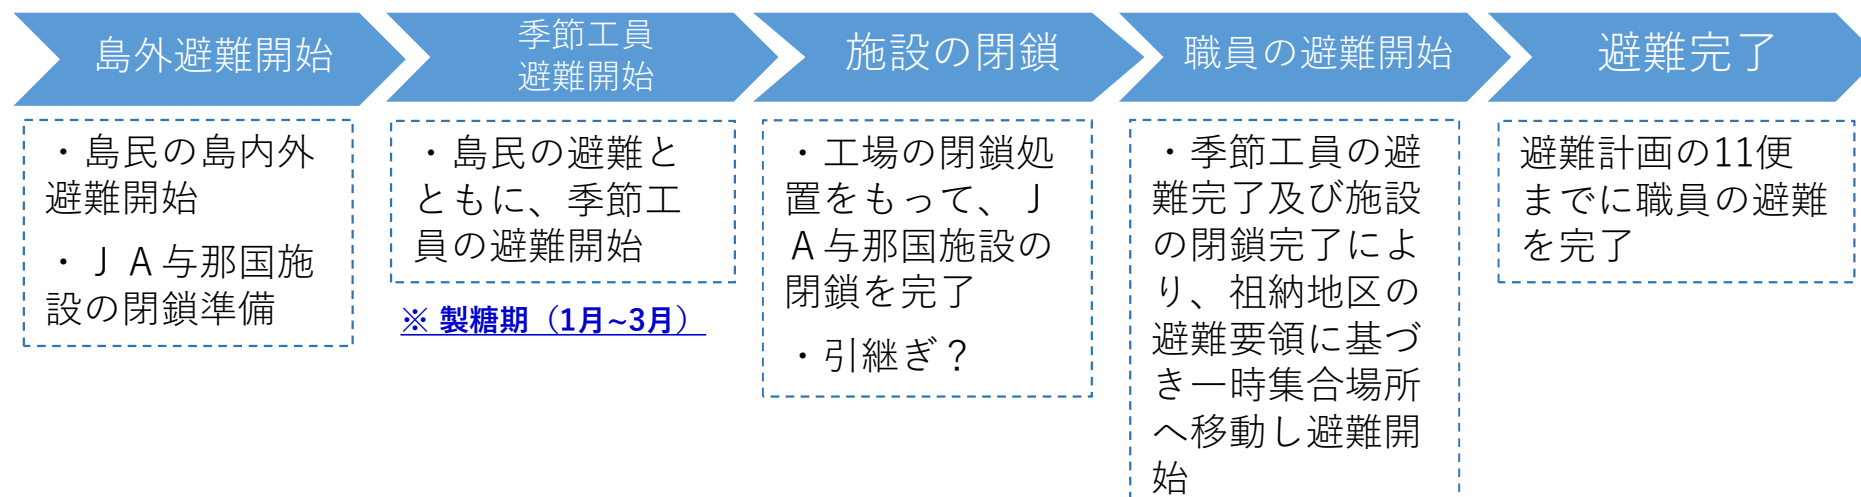 島外避難開始
季節工員
避難開始
施設の閉鎖
職員の避難開始
避難完了
・島民の島内外
避難開始
・ＪＡ与那国施
設の閉鎖準備
・島民の避難と
ともに、季節工
員の避難開始
※ 製糖期（1月~3月）
・工場の閉鎖処
置をもって、Ｊ
Ａ与那国施設の
閉鎖を完了
・引継ぎ？
・季節工員の避
難完了及び施設
の閉鎖完了によ
り、祖納地区の
避難要領に基づ
き一時集合場所
へ移動し避難開
始
避難計画の11便
までに職員の避難
を完了